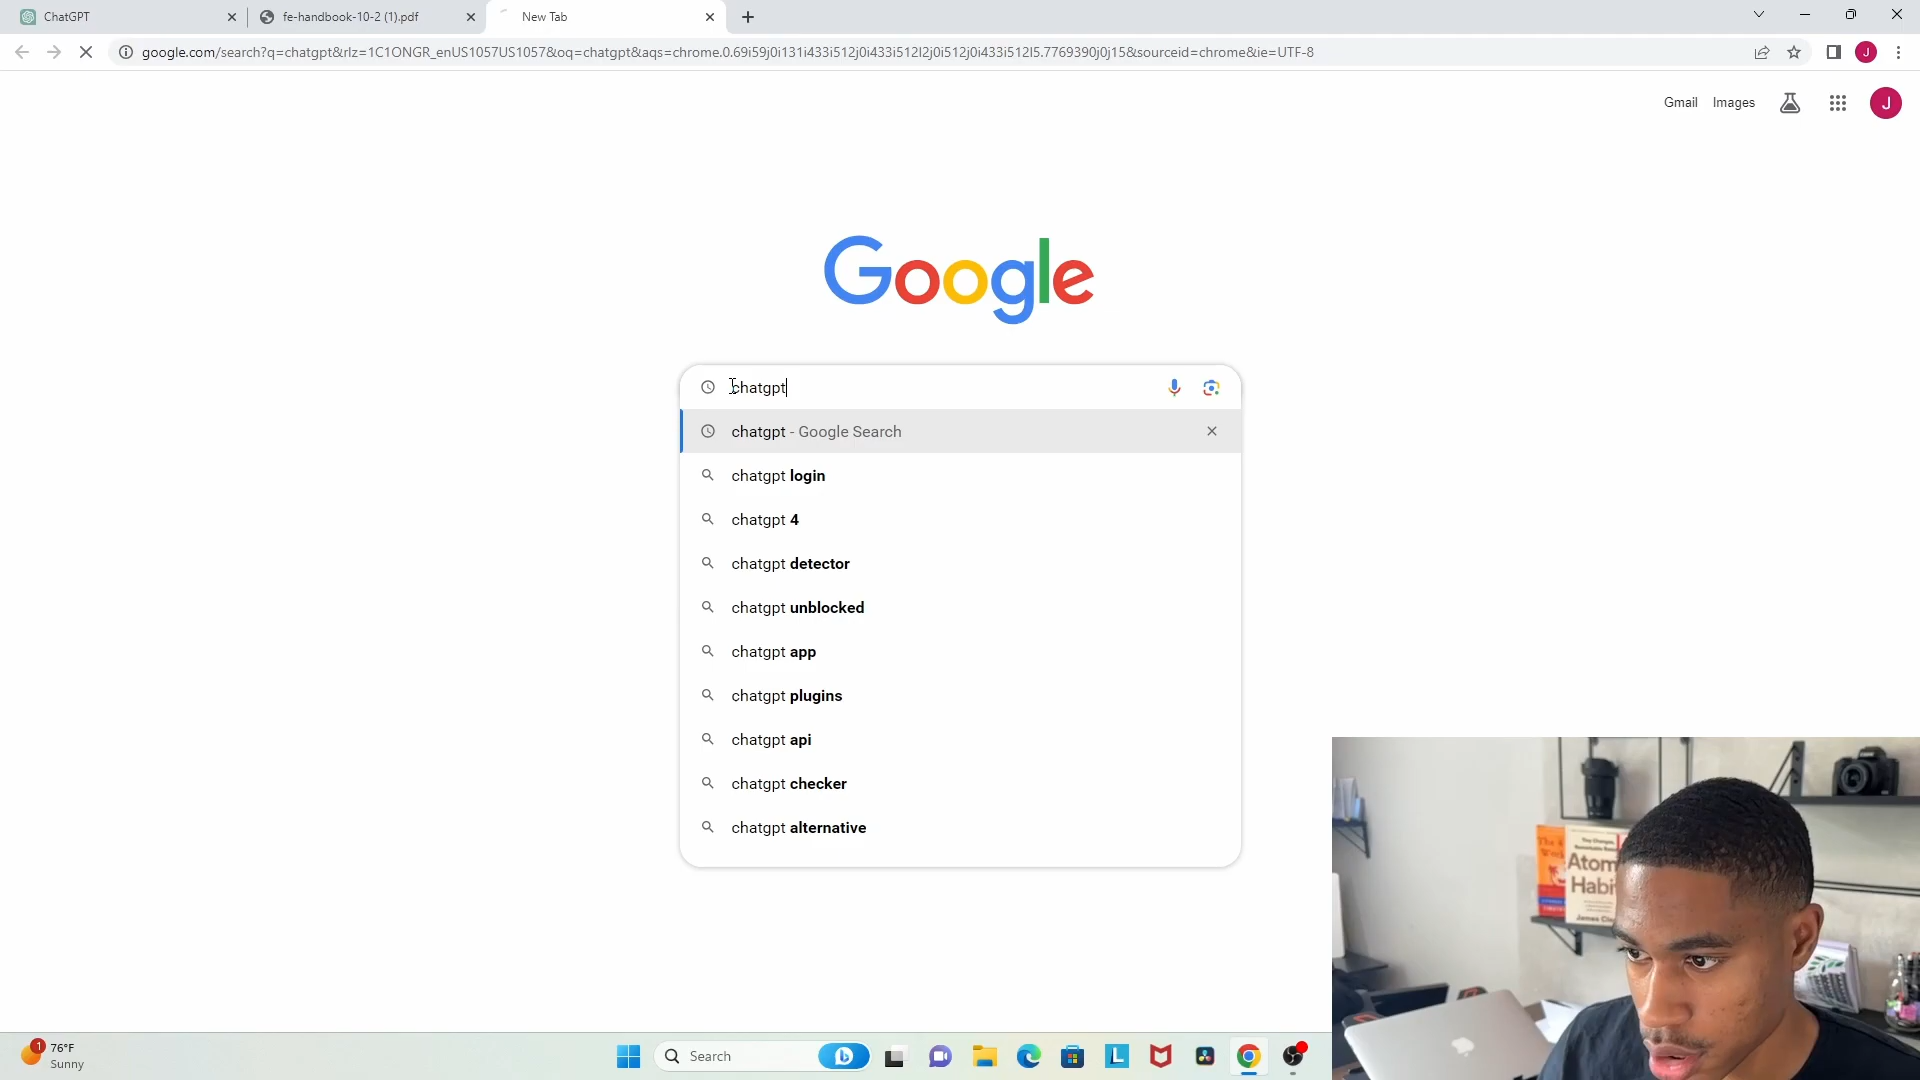 ChatGPT
fe-handbook-10-2 (1).pdf
New Tab
google.com/search?q=chatgpt&rlz=1C1ONGR_enUS1057US1057&oq=chatgpt&aqs=chrome.0.69i59j0i131i433i512j0i433i512l2j0i512j0i433i512l5.7769390j0j15&sourceid=chrome&ie=UTF-8
J
Gmail
Images
J
Google
chatgpt
chatgpt - Google Search
chatgpt login
chatgpt 4
chatgpt detector
chatgpt unblocked
chatgpt app
chatgpt plugins
chatgpt api
chatgpt checker
chatgpt alternative
Atom
Habi
1
76°F
Sunny
Search
L